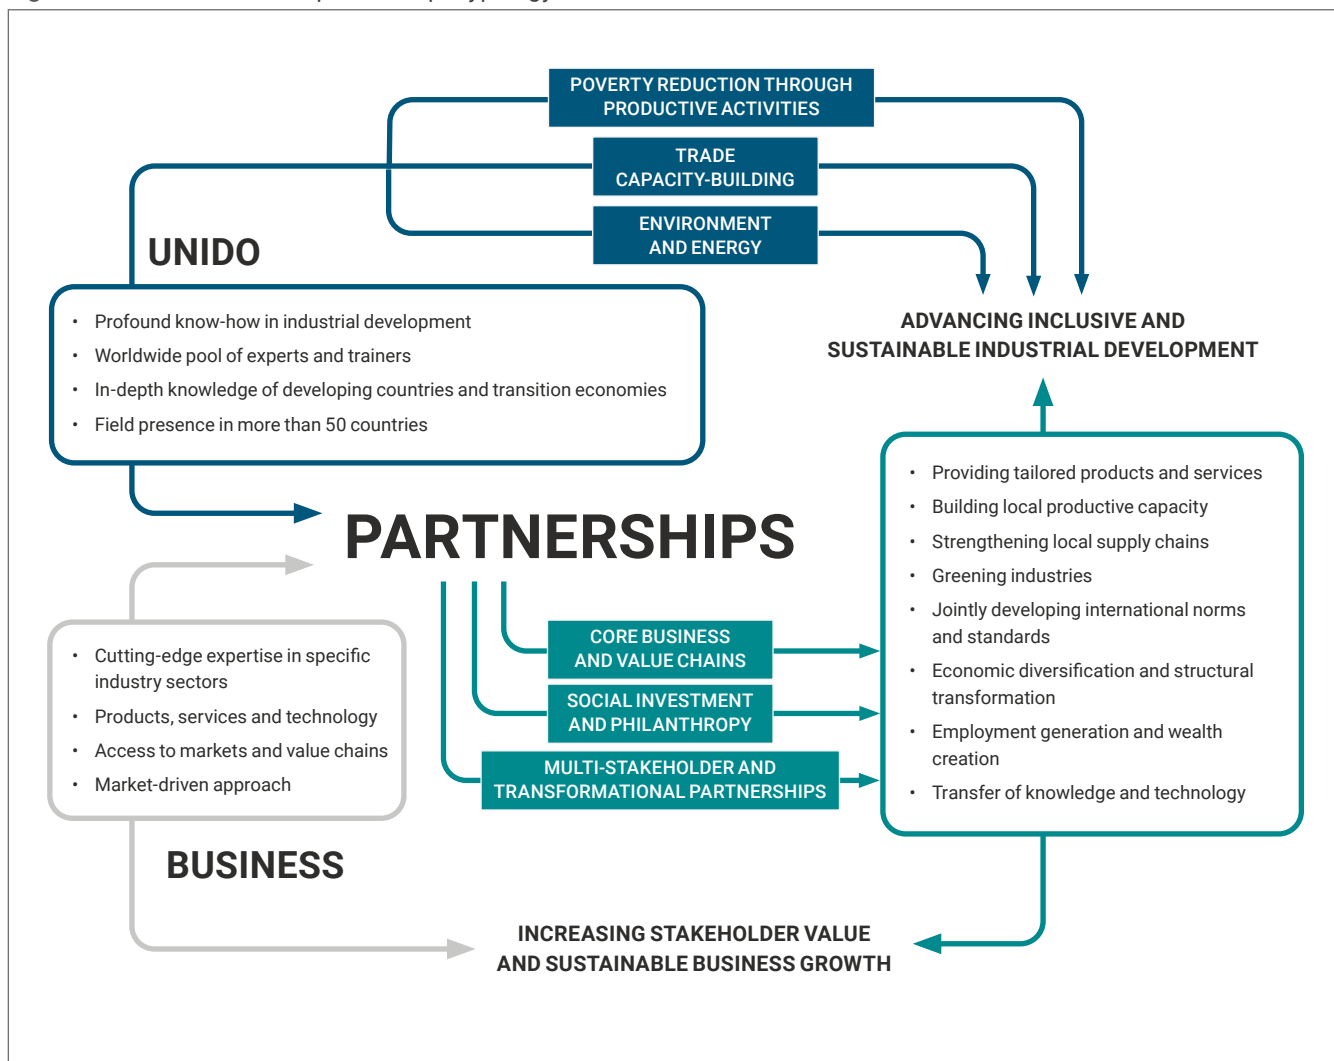 POVERTY REDUCTION THROUGH
PRODUCTIVE ACTIVITIES
TRADE
CAPACITY-BUILDING
ENVIRONMENT
AND ENERGY
UNIDO
• Profound know-how in industrial development
• Worldwide pool of experts and trainers
• In-depth knowledge of developing countries and transition economies
• Field presence in more than 50 countries
ADVANCING INCLUSIVE AND
SUSTAINABLE INDUSTRIAL DEVELOPMENT
PARTNERSHIPS
• Cutting-edge expertise in specific
industry sectors
• Products, services and technology
• Access to markets and value chains
• Market-driven approach
BUSINESS
CORE BUSINESS
AND VALUE CHAINS
SOCIAL INVESTMENT
AND PHILANTHROPY
MULTI-STAKEHOLDER AND
TRANSFORMATIONAL PARTNERSHIPS
• Providing tailored products and services
• Building local productive capacity
• Strengthening local supply chains
• Greening industries
• Jointly developing international norms
and standards
• Economic diversification and structural
transformation
• Employment generation and wealth
creation
• Transfer of knowledge and technology
INCREASING STAKEHOLDER VALUE
AND SUSTAINABLE BUSINESS GROWTH